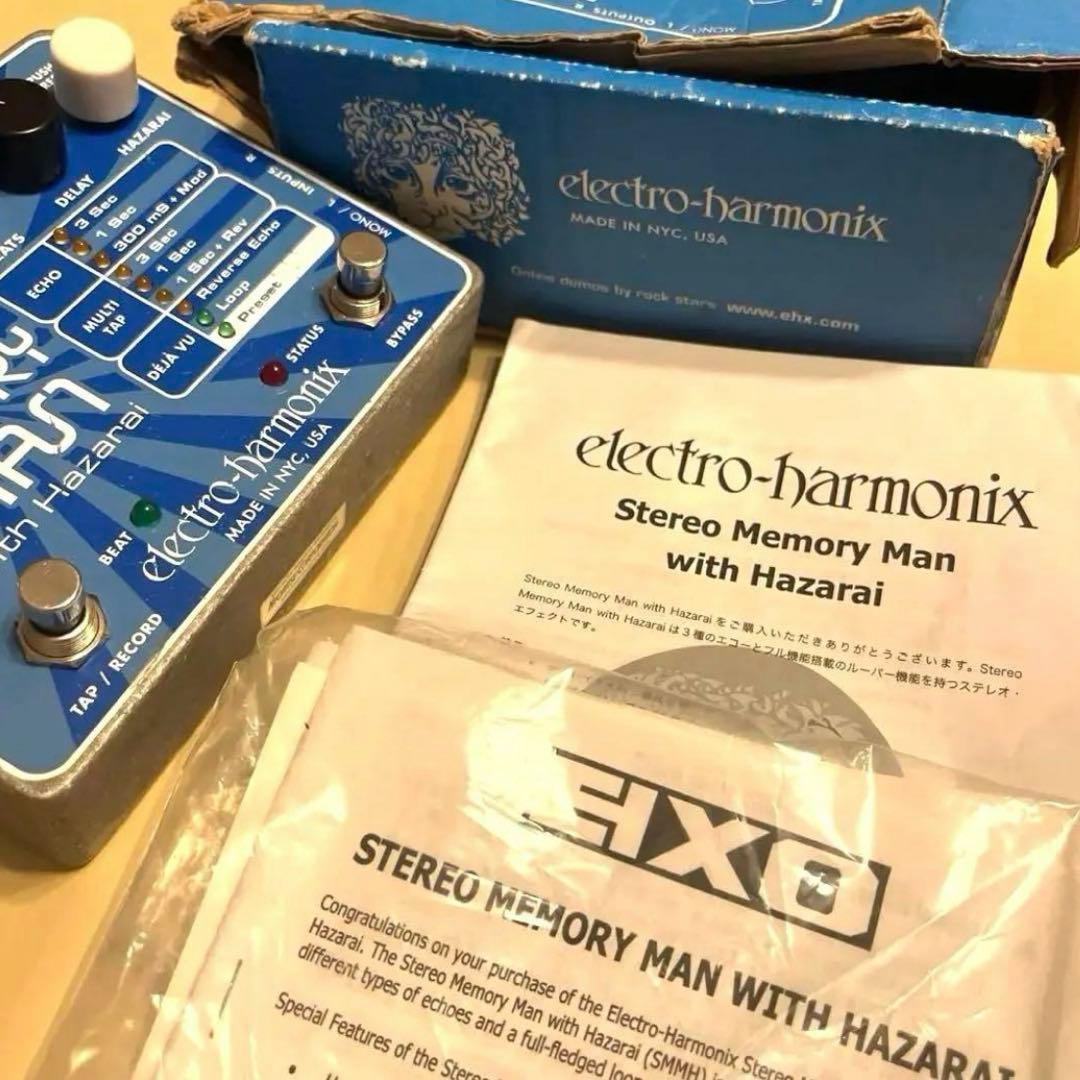 MONO / L OUTPUTS R
electro-harmonix
MADE IN NYC, USA
Online demos by rock stars www.ehx.com
HAZARAI
DELAY
INPUTS R
MONO / L
3 Sec
1 Sec
300 mS + Mod
3 Sec
1 Sec
1 Sec + Rev
Reverse Echo
Loop
Preset
ECHO
MULTI
TAP
DÉJÀ VU
STATUS
BYPASS
Hazarai
BEAT
electro-harmonix
MADE IN NYC, USA
TAP / RECORD
electro-harmonix
Stereo Memory Man
with Hazarai
Stereo Memory Man with Hazarai をご購入いただきありがとうございます。Stereo
Memory Man with Hazarai は3種のエコーとフル機能搭載のルーパー機能を持つステレオ・
エフェクトです。
EHX
STEREO MEMORY MAN WITH HAZARAI
Congratulations on your purchase of the Electro-Harmonix Stereo
Hazarai. The Stereo Memory Man with Hazarai (SMMH) is
different types of echoes and a full-fledged
Special Features of the